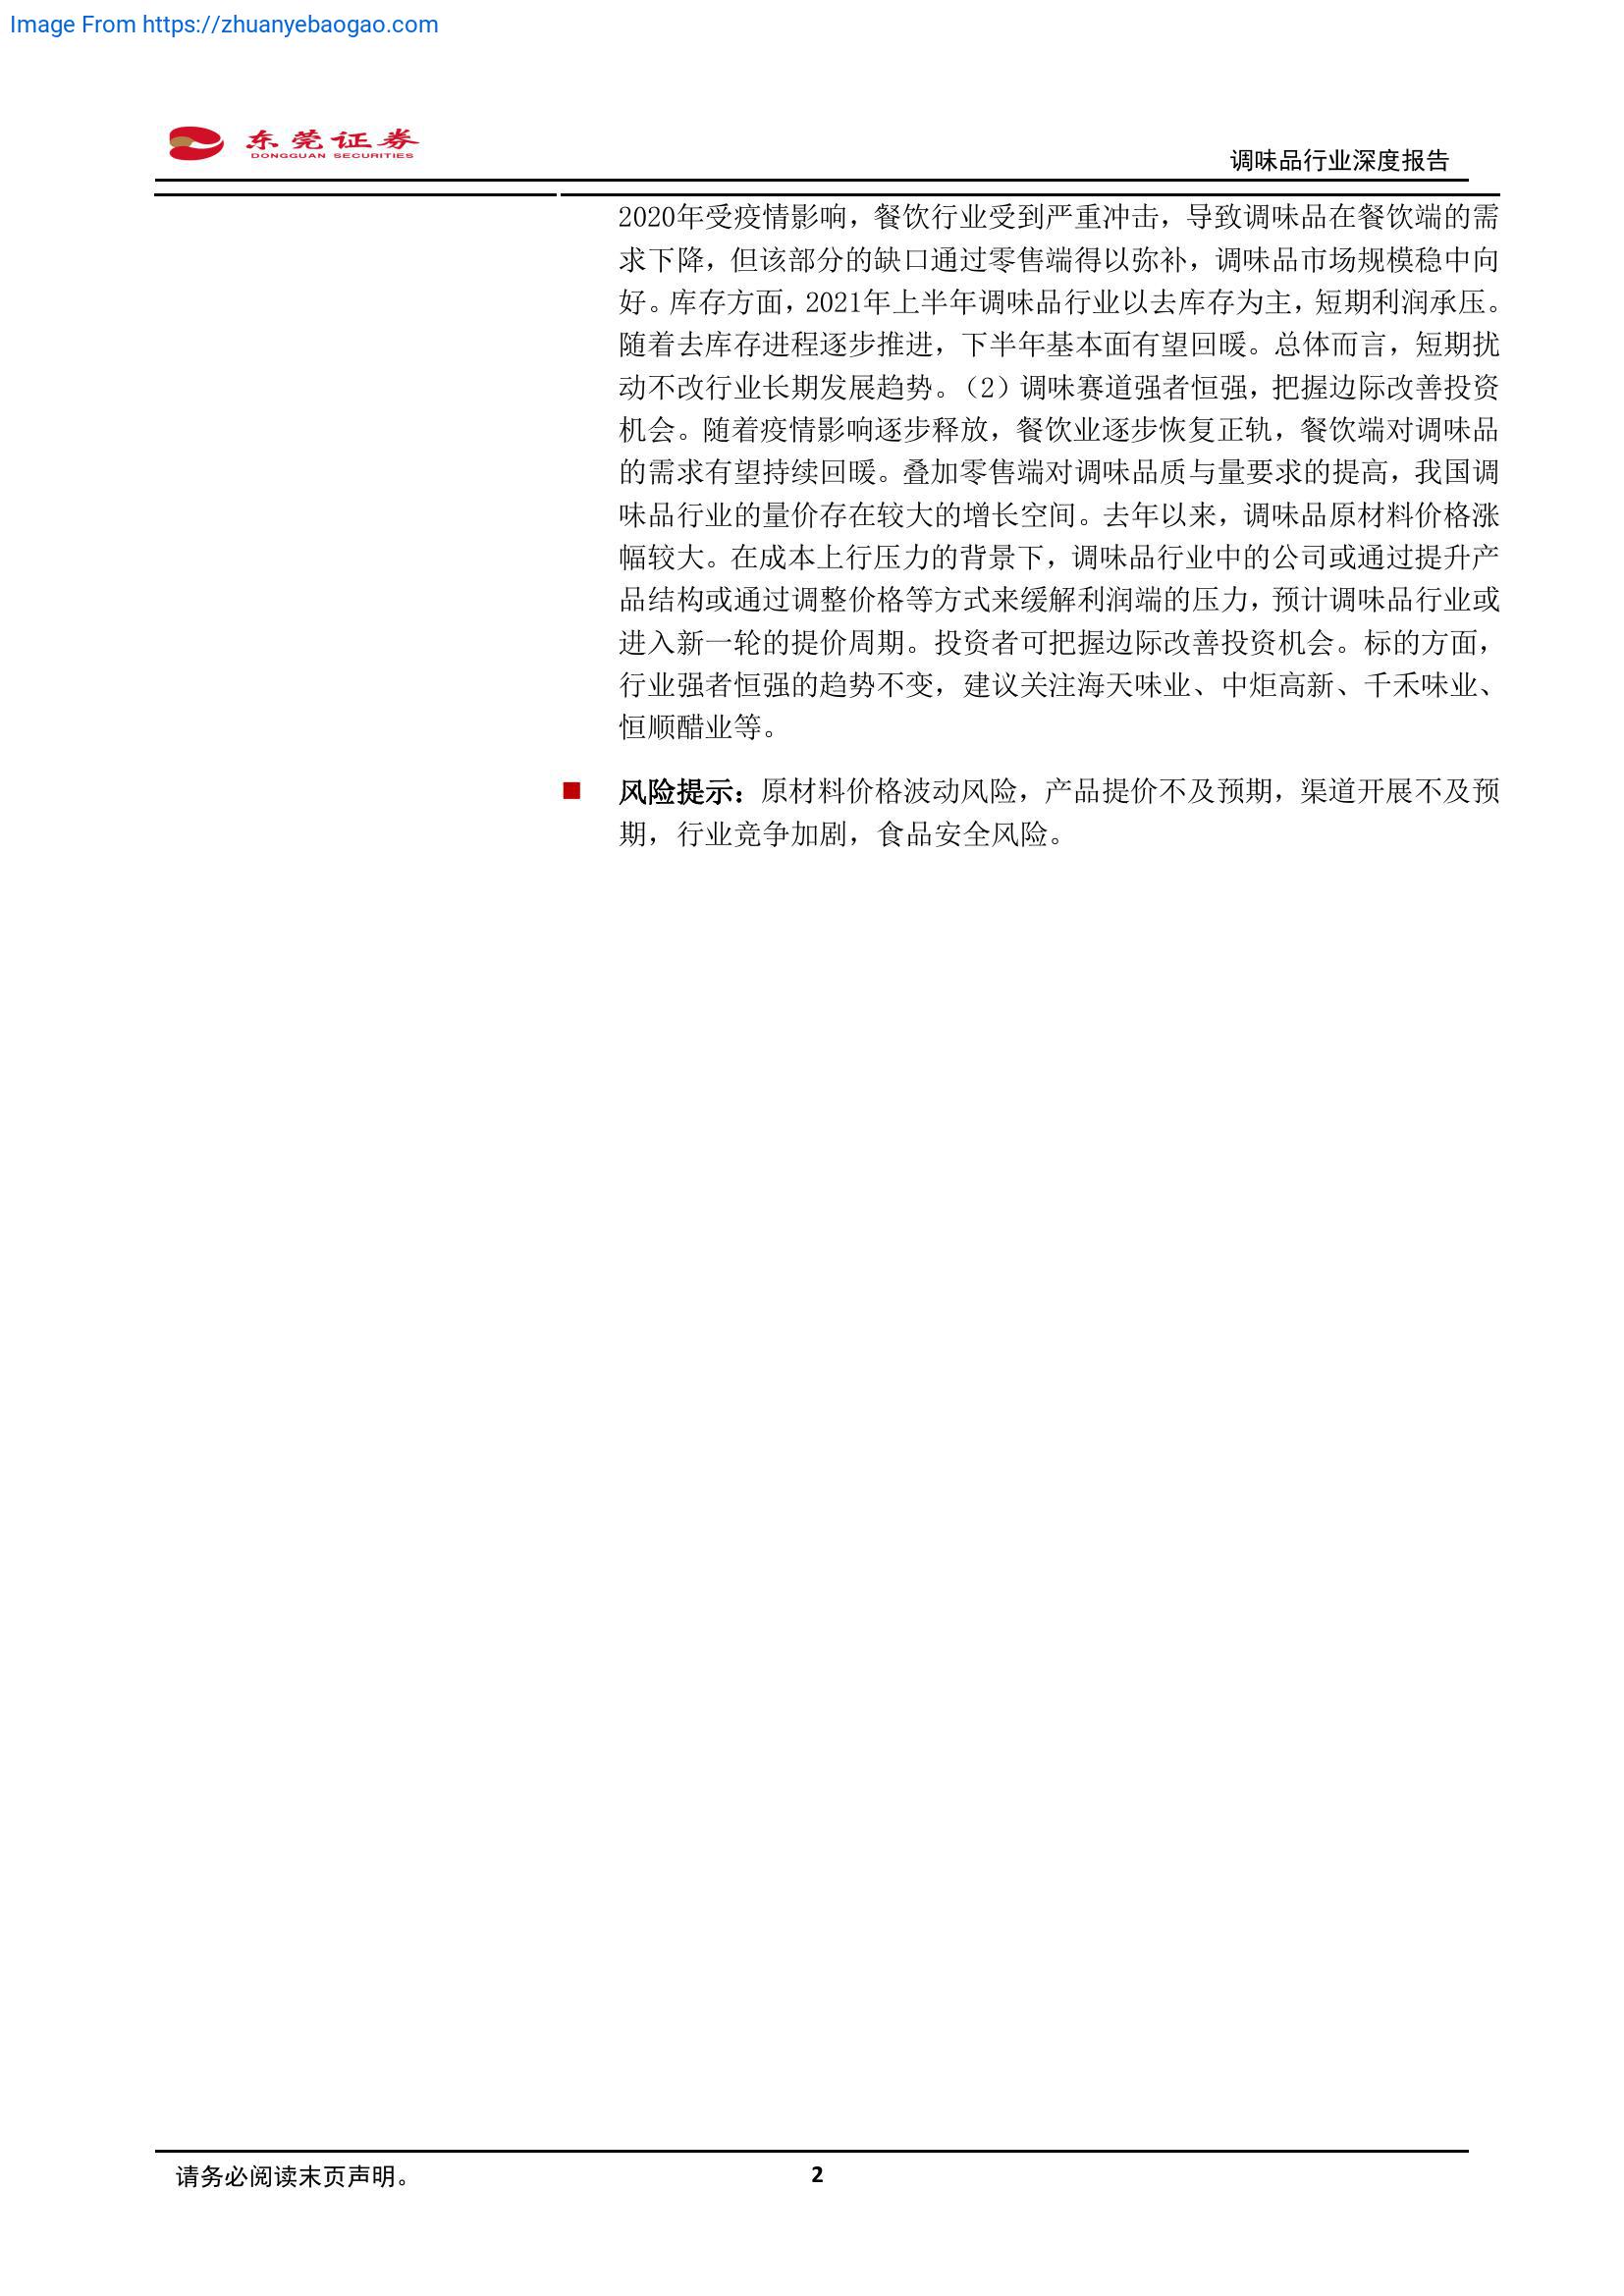 Image From https://zhuanyebaogao.com
东莞证券
DONGGUAN SECURITIES
调味品行业深度报告
2020年受疫情影响，餐饮行业受到严重冲击，导致调味品在餐饮端的需
求下降，但该部分的缺口通过零售端得以弥补，调味品市场规模稳中向
好。库存方面，2021年上半年调味品行业以去库存为主，短期利润承压。
随着去库存进程逐步推进，下半年基本面有望回暖。总体而言，短期扰
动不改行业长期发展趋势。（2）调味赛道强者恒强，把握边际改善投资
机会。随着疫情影响逐步释放，餐饮业逐步恢复正轨，餐饮端对调味品
的需求有望持续回暖。叠加零售端对调味品质与量要求的提高，我国调
味品行业的量价存在较大的增长空间。去年以来，调味品原材料价格涨
幅较大。在成本上行压力的背景下，调味品行业中的公司或通过提升产
品结构或通过调整价格等方式来缓解利润端的压力，预计调味品行业或
进入新一轮的提价周期。投资者可把握边际改善投资机会。标的方面，
行业强者恒强的趋势不变，建议关注海天味业、中炬高新、千禾味业、
恒顺醋业等。
风险提示：原材料价格波动风险，产品提价不及预期，渠道开展不及预
期，行业竞争加剧，食品安全风险。
请务必阅读末页声明。
2